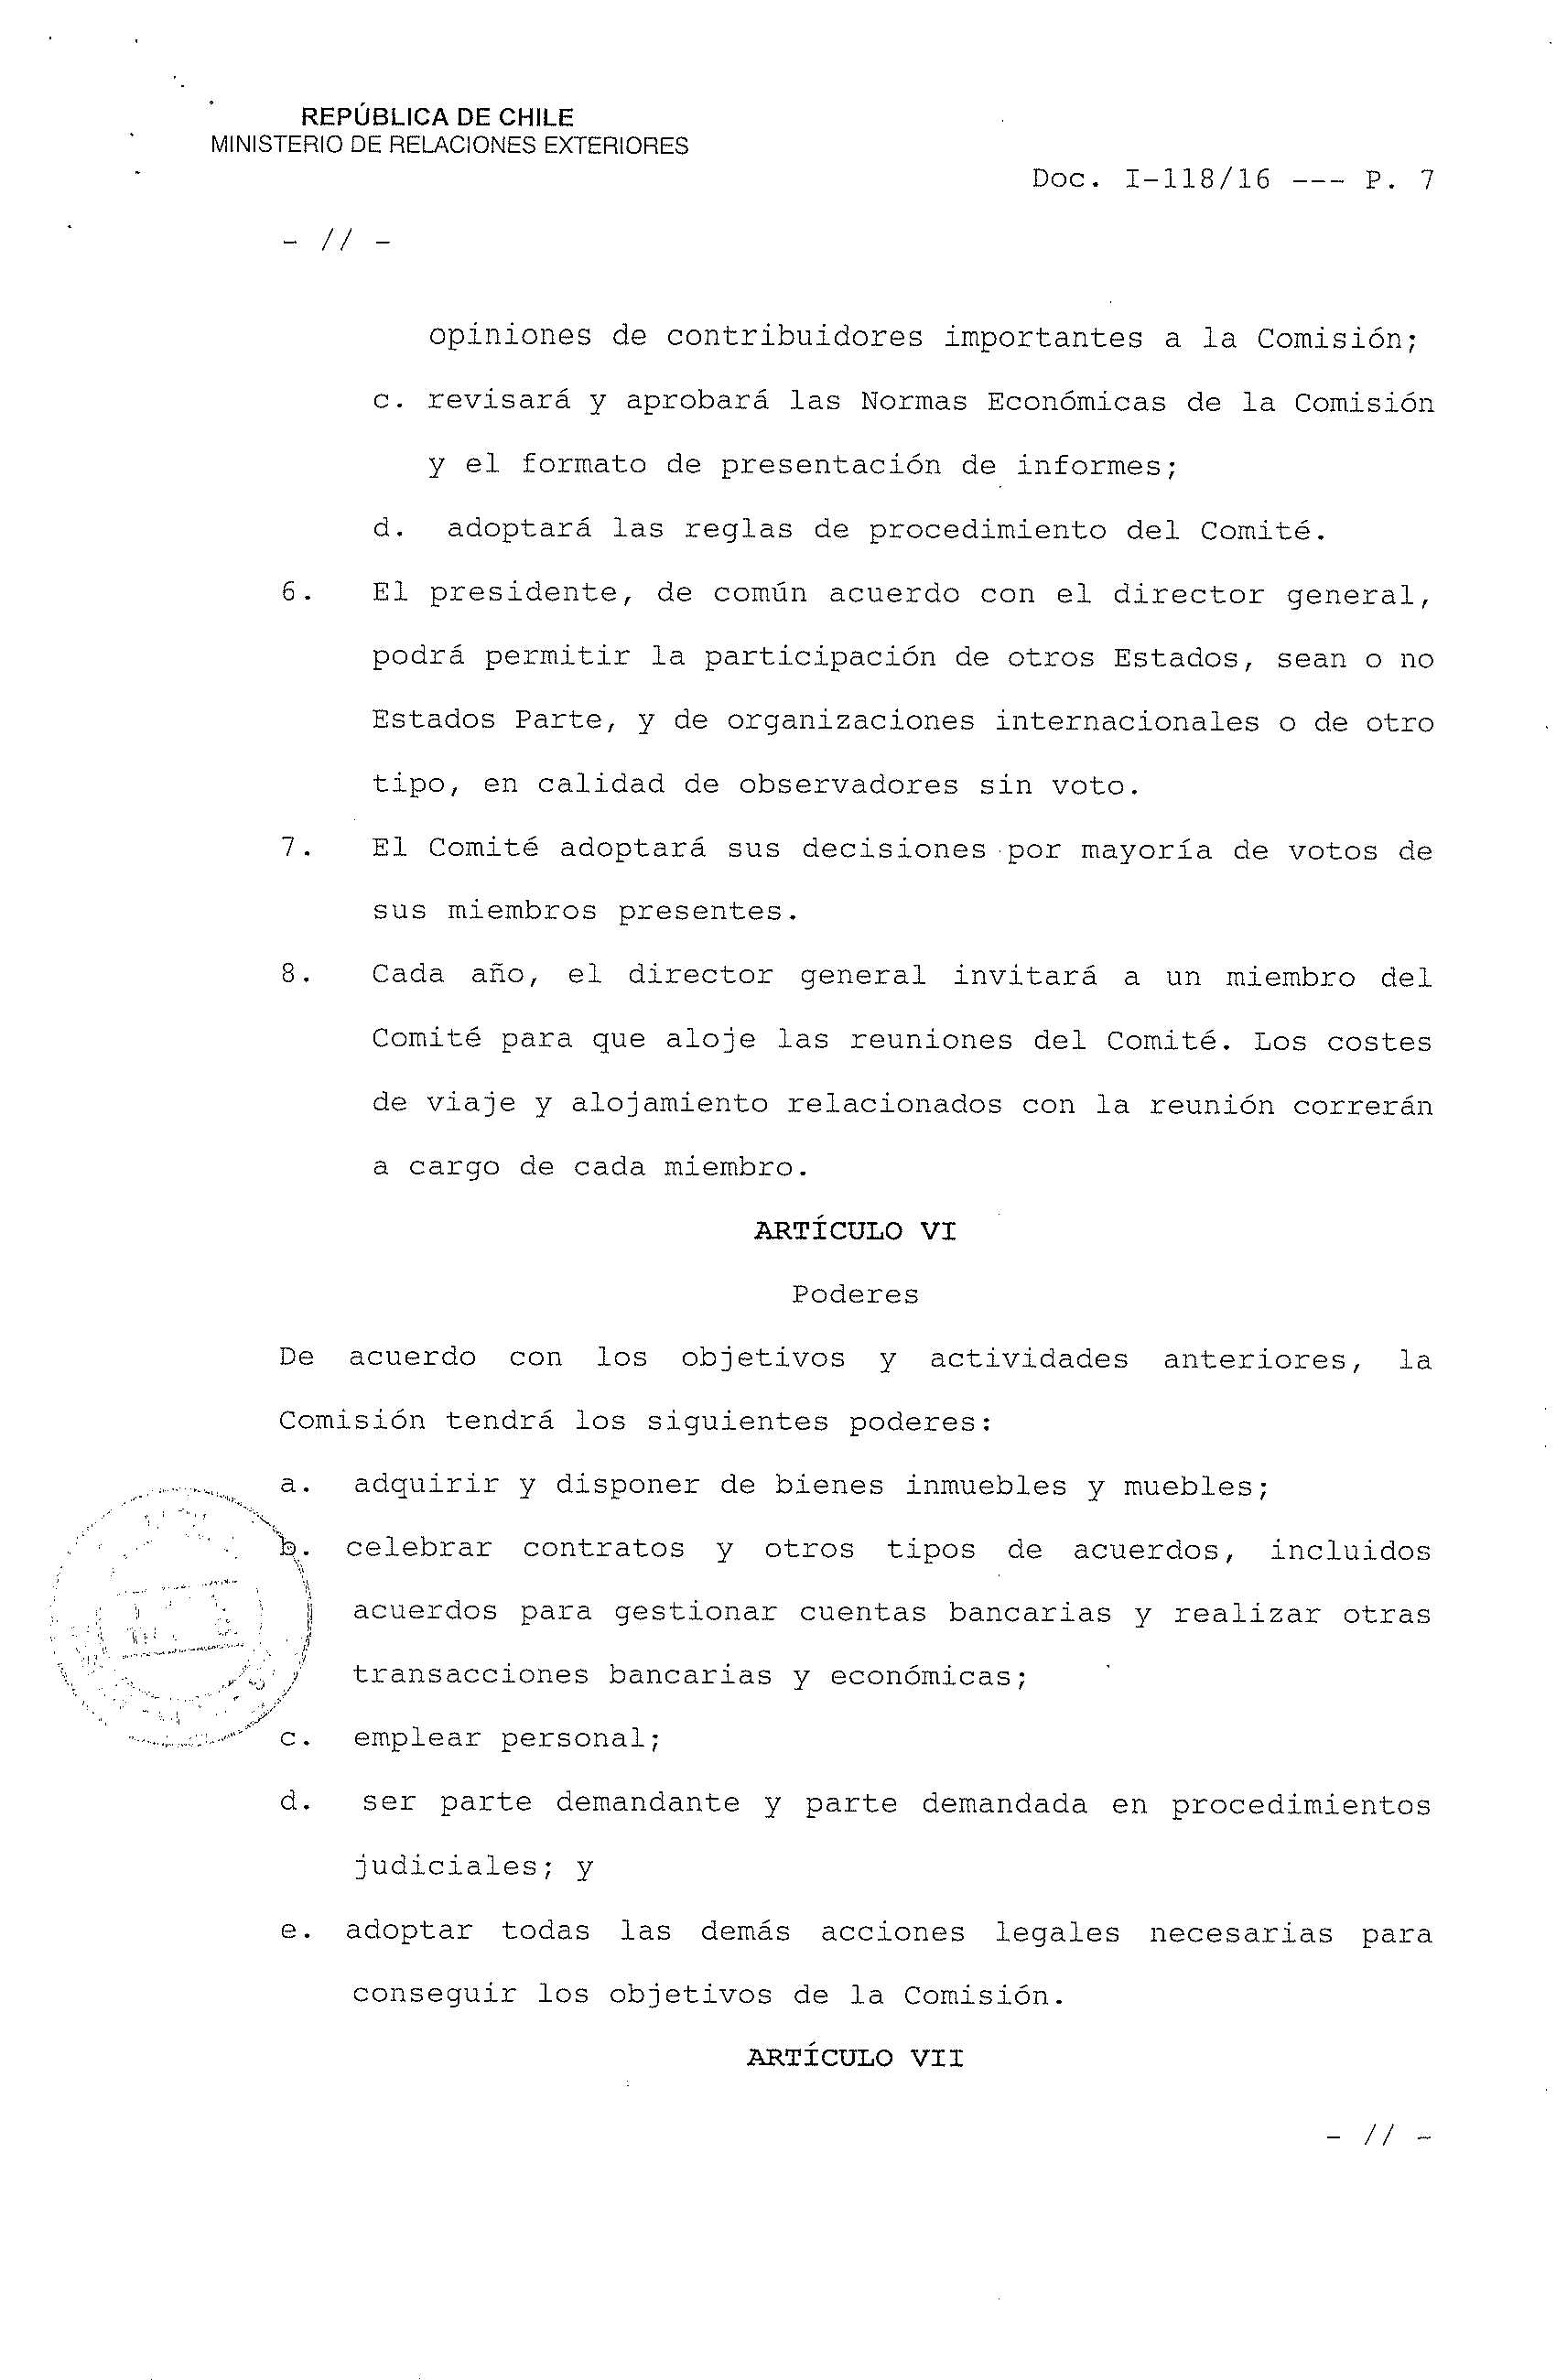 REPÚBLICA DE CHILE
MINISTERIO DE RELACIONES EXTERIORES
Doc. I-118/16 --- P. 7
- // -
opiniones de contribuidores importantes a la Comisión;
c. revisará y aprobará las Normas Económicas de la Comisión
y el formato de presentación de informes;
d. adoptará las reglas de procedimiento del Comité.
6. El presidente, de común acuerdo con el director general,
podrá permitir la participación de otros Estados, sean o no
Estados Parte, y de organizaciones internacionales o de otro
tipo, en calidad de observadores sin voto.
7. El Comité adoptará sus decisiones por mayoría de votos de
sus miembros presentes.
8. Cada año, el director general invitará a un miembro del
Comité para que aloje las reuniones del Comité. Los costes
de viaje y alojamiento relacionados con la reunión correrán
a cargo de cada miembro.
ARTÍCULO VI
Poderes
De acuerdo con los objetivos y actividades anteriores, la
Comisión tendrá los siguientes poderes:
a. adquirir y disponer de bienes inmuebles y muebles;
b. celebrar contratos y otros tipos de acuerdos, incluidos
acuerdos para gestionar cuentas bancarias y realizar otras
transacciones bancarias y económicas;
c. emplear personal;
d. ser parte demandante y parte demandada en procedimientos
judiciales; y
e. adoptar todas las demás acciones legales necesarias para
conseguir los objetivos de la Comisión.
ARTÍCULO VII
- // -